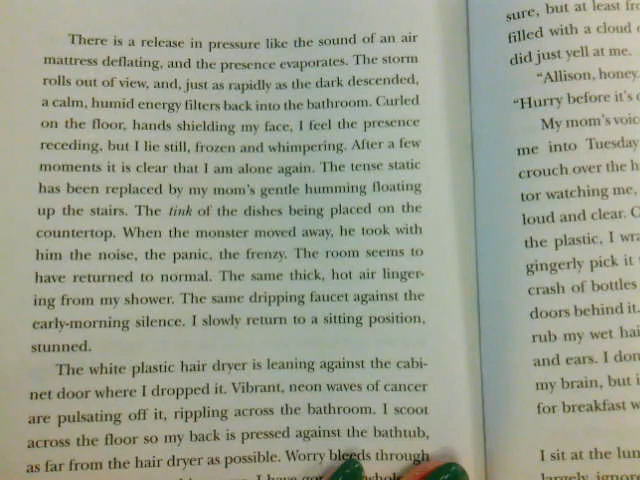 There is a release in pressure like the sound of an air
mattress deflating, and the presence evaporates. The storm
rolls out of view, and, just as rapidly as the dark descended,
a calm, humid energy filters back into the bathroom. Curled
on the floor, hands shielding my face, I feel the presence
receding, but I lie still, frozen and whimpering. After a few
moments it is clear that I am alone again. The tense static
has been replaced by my mom's gentle humming floating
up the stairs. The tink of the dishes being placed on the
countertop. When the monster moved away, he took with
him the noise, the panic, the frenzy. The room seems to
have returned to normal. The same thick, hot air linger-
ing from my shower. The same dripping faucet against the
early-morning silence. I slowly return to a sitting position,
stunned.
The white plastic hair dryer is leaning against the cabi-
net door where I dropped it. Vibrant, neon waves of cancer
are pulsating off it, rippling across the bathroom. I scoot
across the floor so my back is pressed against the bathtub,
as far from the hair dryer as possible. Worry bleeds through
I have got
sure, but at least
filled with a cloud
did just yell at me.
"Allison, honey.
"Hurry before it's
My mom's voic
me into Tuesday
crouch over the h
tor watching me,
loud and clear.
the plastic, I wra
gingerly pick it
crash of bottles
doors behind it.
rub my wet hai
and ears. I don
my brain, but i
for breakfast w
I sit at the lun
largely ignor